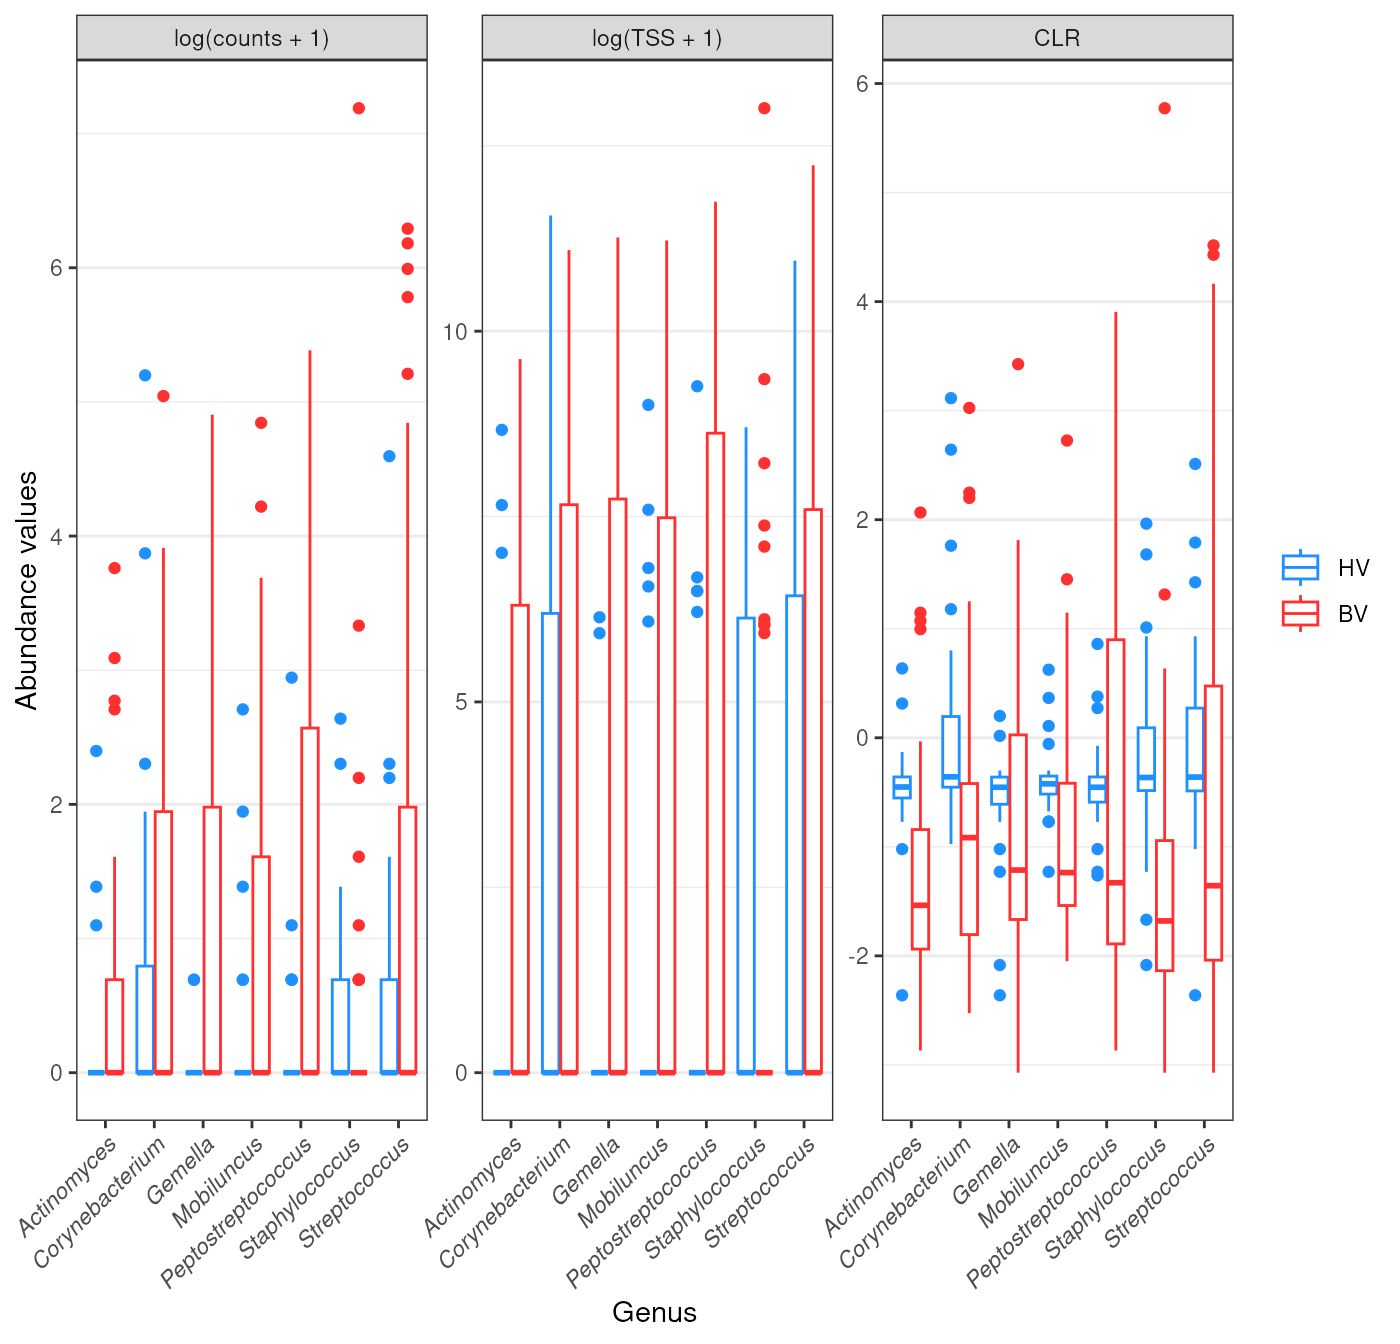 log(counts + 1)
log(TSS + 1)
CLR
Abundance values
6
4
2
0
10
5
0
6
4
2
0
-2
Actinomyces
Corynebacterium
Gemella
Mobiluncus
Peptostreptococcus
Staphylococcus
Streptococcus
Actinomyces
Corynebacterium
Gemella
Mobiluncus
Peptostreptococcus
Staphylococcus
Streptococcus
Actinomyces
Corynebacterium
Gemella
Mobiluncus
Peptostreptococcus
Staphylococcus
Streptococcus
Genus
HV
BV